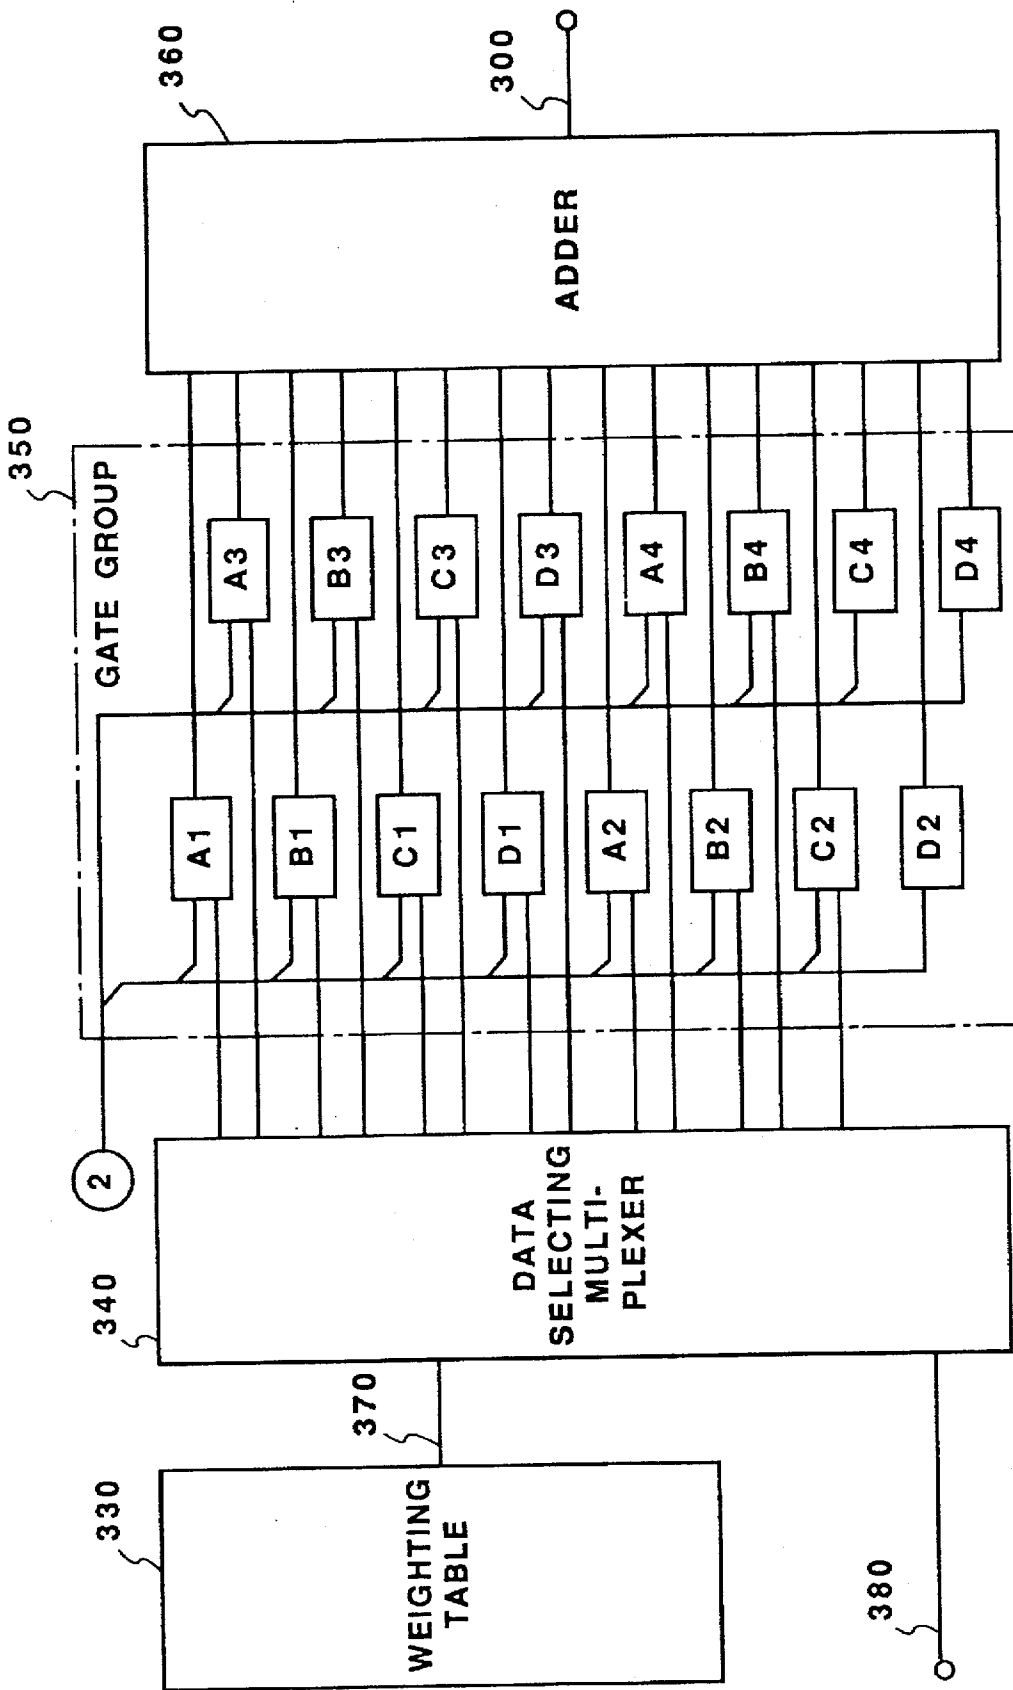 350
GATE GROUP
360
300
2
A1
B1
C1
D1
A2
B2
C2
D2
A3
B3
C3
D3
A4
B4
C4
D4
ADDER
340
DATA
SELECTING
MULTI-
PLEXER
330
370
WEIGHTING
TABLE
380